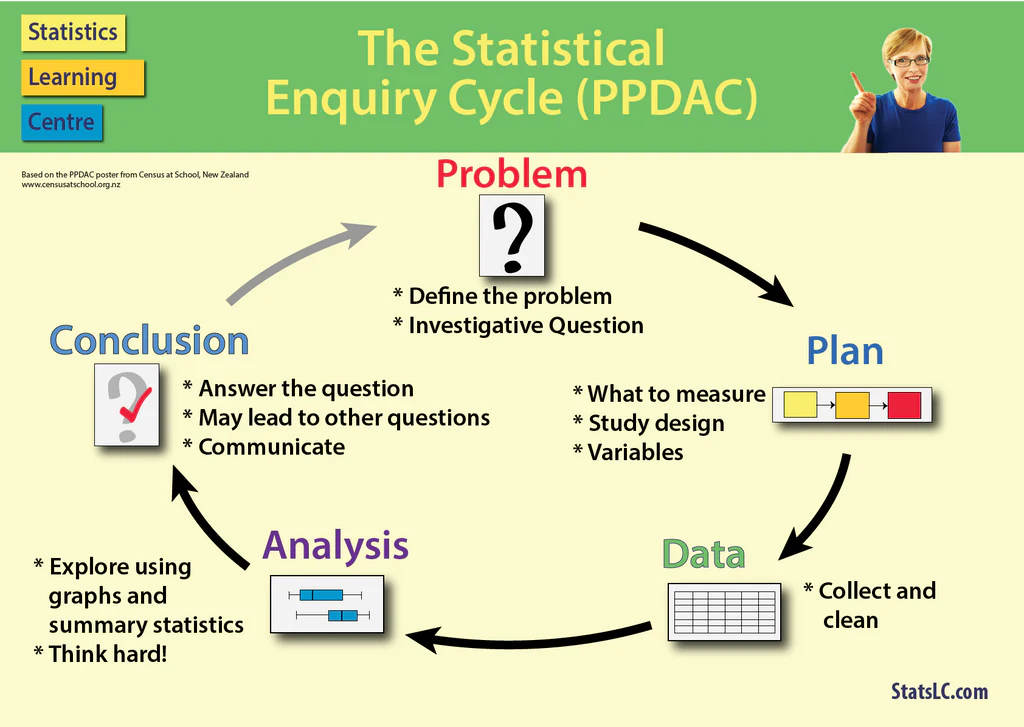 Statistics
Learning
Centre
The Statistical
Enquiry Cycle (PPDAC)
Based on the PPDAC poster from Census at School, New Zealand
www.censusatschool.org.nz
Problem
?
* Define the problem
* Investigative Question
Plan
* What to measure
* Study design
* Variables
Data
* Collect and
clean
Analysis
* Explore using
graphs and
summary statistics
* Think hard!
Conclusion
?
* Answer the question
* May lead to other questions
* Communicate
StatsLC.com